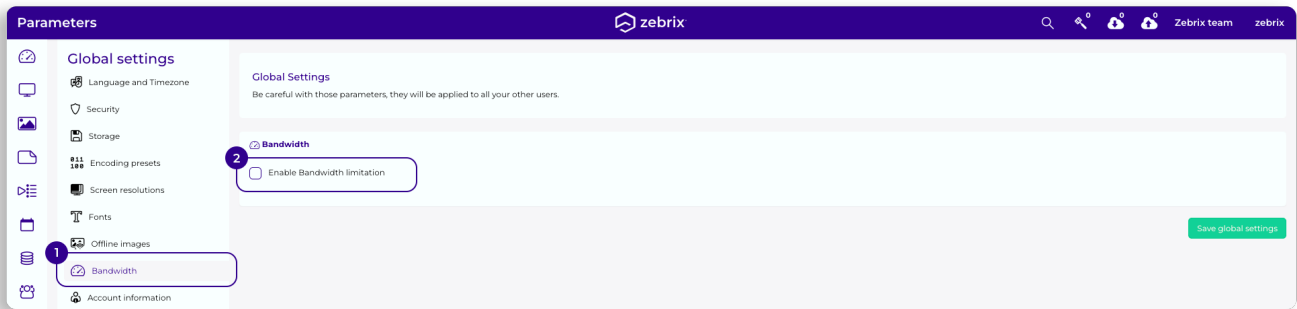 Parameters
zebrix
0
0
0
Zebrix team
zebrix
Global settings
Language and Timezone
Security
Storage
011
100
Encoding presets
Screen resolutions
Fonts
Offline images
1
Bandwidth
Account information
Global Settings
Be careful with those parameters, they will be applied to all your other users.
Bandwidth
2
Enable Bandwidth limitation
Save global settings